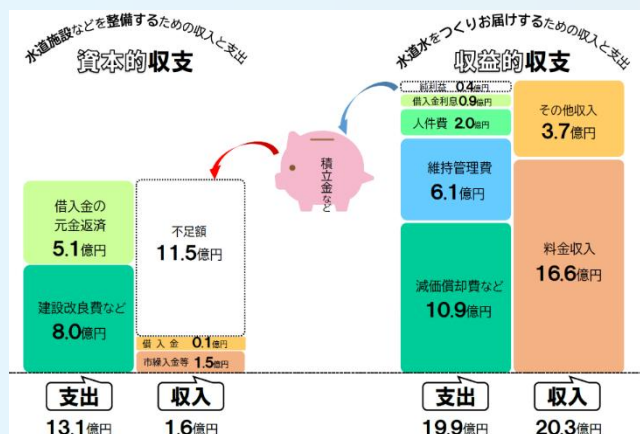 水道施設などを整備するための収入と支出
資本的収支
水道水をつくりお届けするための収入と支出
収益的収支
純利益 0.4億円
借入金利息0.9億円
人件費 2.0億円
維持管理費
6.1億円
減価償却費など
10.9億円
その他収入
3.7億円
料金収入
16.6億円
積立金など
借入金の
元金返済
5.1億円
建設改良費など
8.0億円
不足額
11.5億円
借入金 0.1億円
市繰入金等 1.5億円
支出
13.1億円
収入
1.6億円
支出
19.9億円
収入
20.3億円